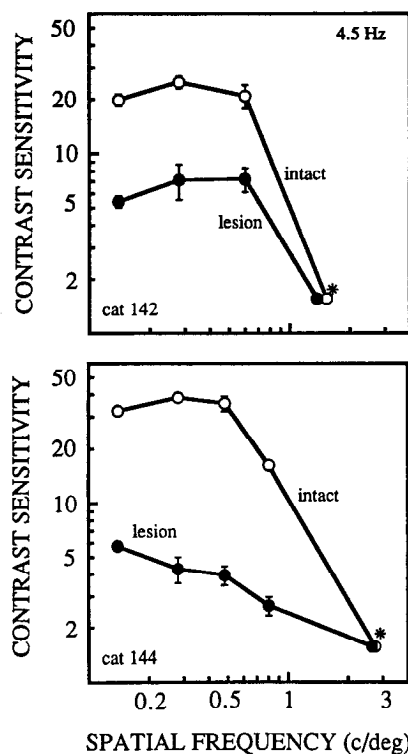 CONTRAST SENSITIVITY
50
20
10
5
2
4.5 Hz
intact
lesion
*
cat 142
CONTRAST SENSITIVITY
50
20
10
5
2
lesion
intact
*
cat 144
0.2 0.5 1 3
SPATIAL FREQUENCY (c/deg)